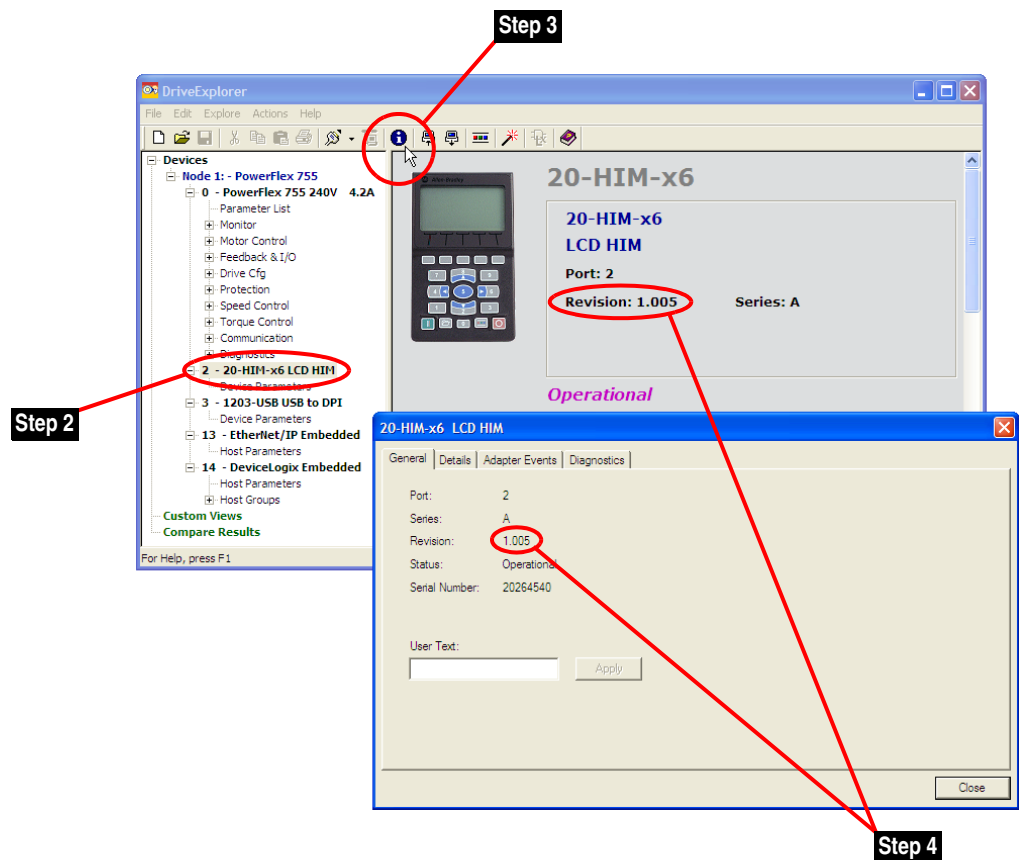 Step 3
DriveExplorer
File Edit Explore Actions Help
Devices
Node 1: - PowerFlex 755
0 - PowerFlex 755 240V 4.2A
Parameter List
Monitor
Motor Control
Feedback & I/O
Drive Cfg
Protection
Speed Control
Torque Control
Communication
Diagnostics
2 - 20-HIM-x6 LCD HIM
Device Parameters
3 - 1203-USB USB to DPI
Device Parameters
13 - EtherNet/IP Embedded
Host Parameters
14 - DeviceLogix Embedded
Host Parameters
Host Groups
Custom Views
Compare Results
For Help, press F1
20-HIM-x6
20-HIM-x6
LCD HIM
Port: 2
Revision: 1.005 Series: A
Operational
Step 2
20-HIM-x6 LCD HIM
General Details Adapter Events Diagnostics
Port: 2
Series: A
Revision: 1.005
Status: Operational
Serial Number: 20264540
User Text:
Apply
Close
Step 4